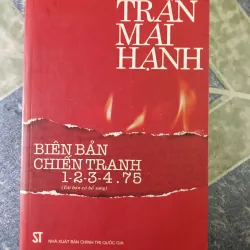 TRẦN
MAI
HẠNH
BIÊN BẢN
CHIẾN TRANH
1-2-3-4.75
(Tái bản có bổ sung)
ST NHÀ XUẤT BẢN CHÍNH TRỊ QUỐC GIA